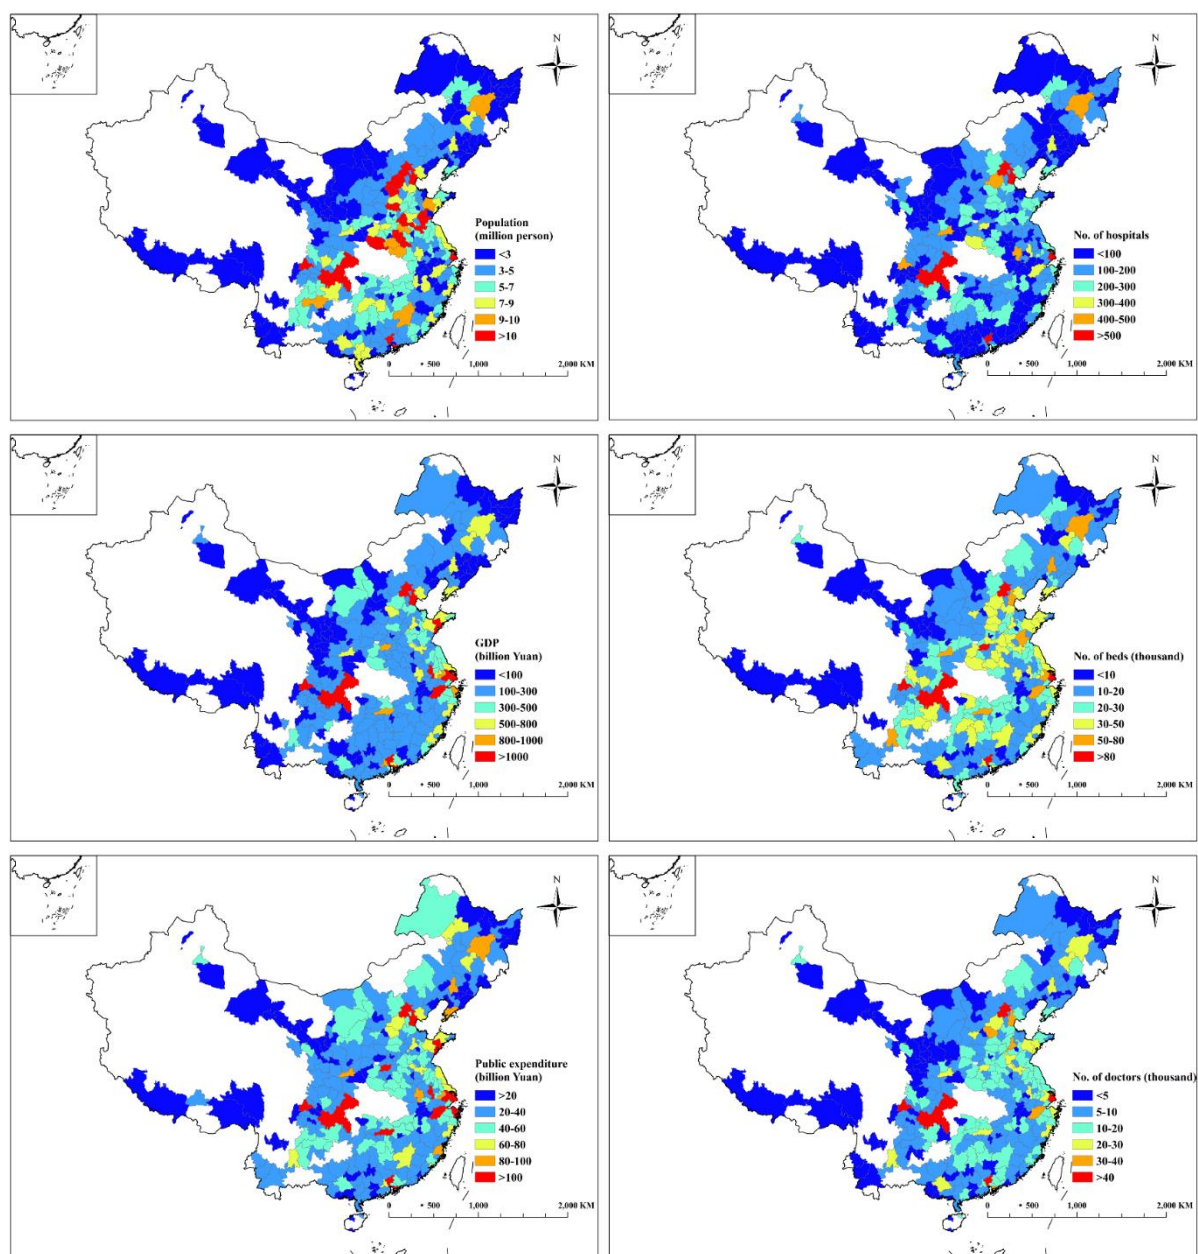 N
Population
(million person)
<3
3-5
5-7
7-9
9-10
>10
0 500 1,000 2,000 KM
N
No. of hospitals
<100
100-200
200-300
300-400
400-500
>500
0 500 1,000 2,000 KM
N
GDP
(billion Yuan)
<100
100-300
300-500
500-800
800-1000
>1000
0 500 1,000 2,000 KM
N
No. of beds (thousand)
<10
10-20
20-30
30-50
50-80
>80
0 500 1,000 2,000 KM
N
Public expenditure
(billion Yuan)
>20
20-40
40-60
60-80
80-100
>100
0 500 1,000 2,000 KM
N
No. of doctors (thousand)
<5
5-10
10-20
20-30
30-40
>40
0 500 1,000 2,000 KM